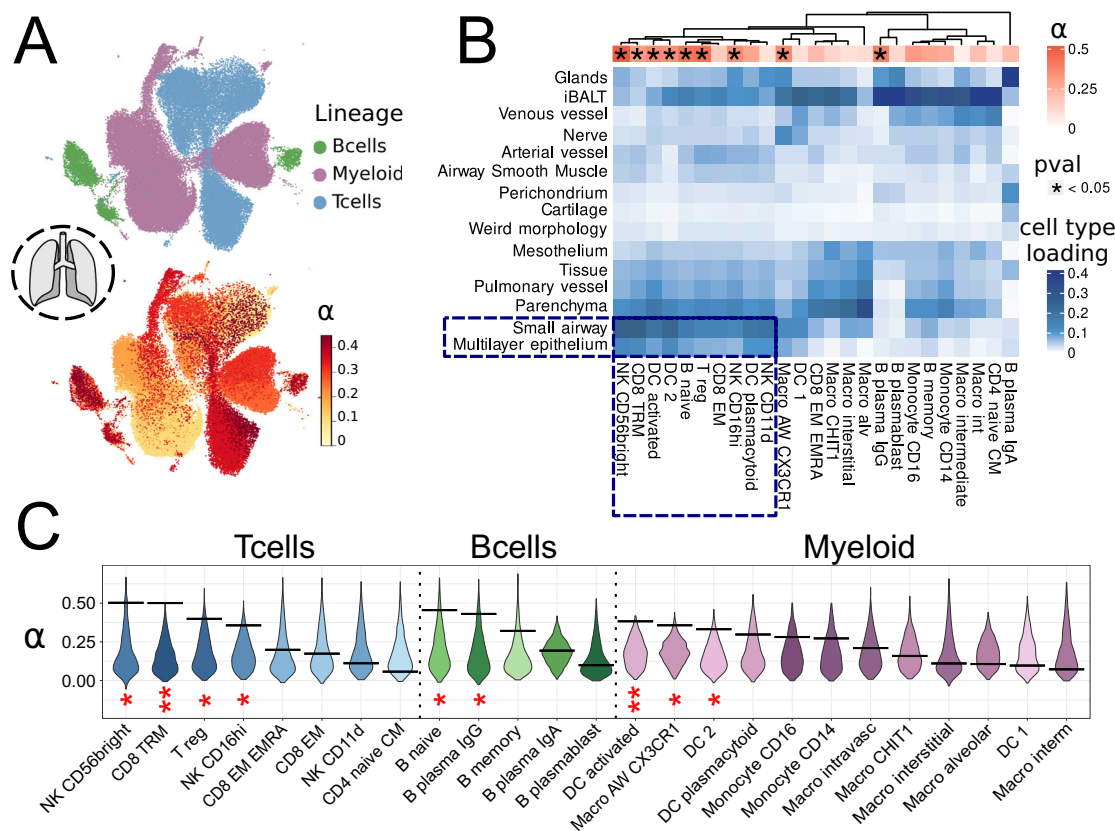 A
Lineage
Bcells
Myeloid
Tcells
α
0.4
0.3
0.2
0.1
0
B
α
0.5
0.25
0
pval
* < 0.05
cell type
loading
0.4
0.3
0.2
0.1
0
* * * * * * * * *
Glands
iBALT
Venous vessel
Nerve
Arterial vessel
Airway Smooth Muscle
Perichondrium
Cartilage
Weird morphology
Mesothelium
Tissue
Pulmonary vessel
Parenchyma
Small airway
Multilayer epithelium
NK CD56bright
CD8 TRM
DC activated
DC 2
B naive
T reg
CD8 EM
NK CD16hi
DC plasmacytoid
NK CD11d
Macro AW CX3CR1
DC 1
CD8 EM EMRA
Macro CHIT1
Macro interstitial
Macro alv
B plasma IgG
B plasmablast
Monocyte CD16
B memory
Monocyte CD14
Macro intermediate
Macro int
CD4 naive CM
B plasma IgA
C
Tcells
Bcells
Myeloid
α
0.50
0.25
0.00
* ** * * * * ** * *
NK CD56bright
CD8 TRM
T reg
NK CD16hi
CD8 EM EMRA
CD8 EM
NK CD11d
CD4 naive CM
B naive
B plasma IgG
B memory
B plasma IgA
B plasmablast
DC activated
Macro AW CX3CR1
DC 2
DC plasmacytoid
Monocyte CD16
Monocyte CD14
Macro intravasc
Macro CHIT1
Macro interstitial
Macro alveolar
DC 1
Macro interm